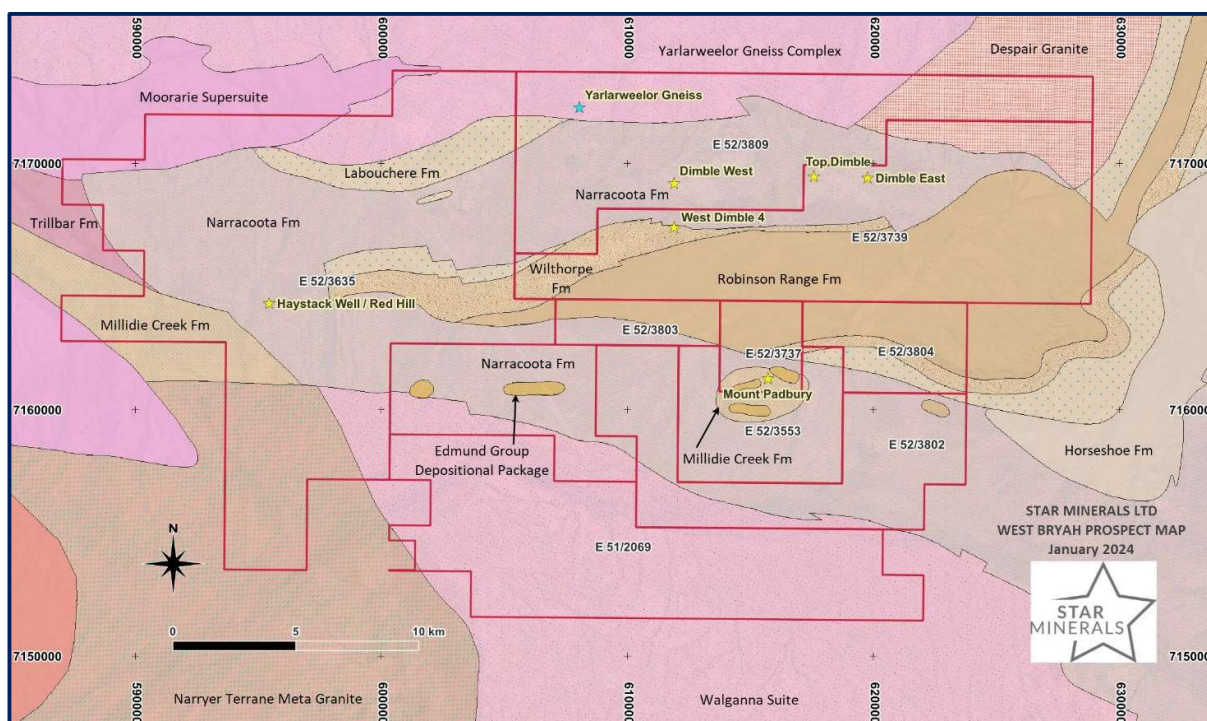 590000
600000
610000
620000
630000
Yarlarweelor Gneiss Complex
Despair Granite
Moorarie Supersuite
Yarlarweelor Gneiss
E 52/3809
7170000
7170000
Labouchere Fm
Top Dimble
Dimble West
Dimble East
Narracoota Fm
Narracoota Fm
Trillbar Fm
West Dimble 4
E 52/3739
Wilthorpe
Fm
Robinson Range Fm
E 52/3635
Haystack Well / Red Hill
Millidie Creek Fm
E 52/3803
E 52/3804
E 52/3737
Narracoota Fm
Mount Padbury
7160000
7160000
E 52/3553
E 52/3802
Edmund Group
Depositional Package
Millidie Creek Fm
Horseshoe Fm
STAR MINERALS LTD
WEST BRYAH PROSPECT MAP
January 2024
N
E 51/2069
STAR
MINERALS
0
5
10 km
7150000
7150000
Narryer Terrane Meta Granite
Walganna Suite
590000
600000
610000
620000
630000